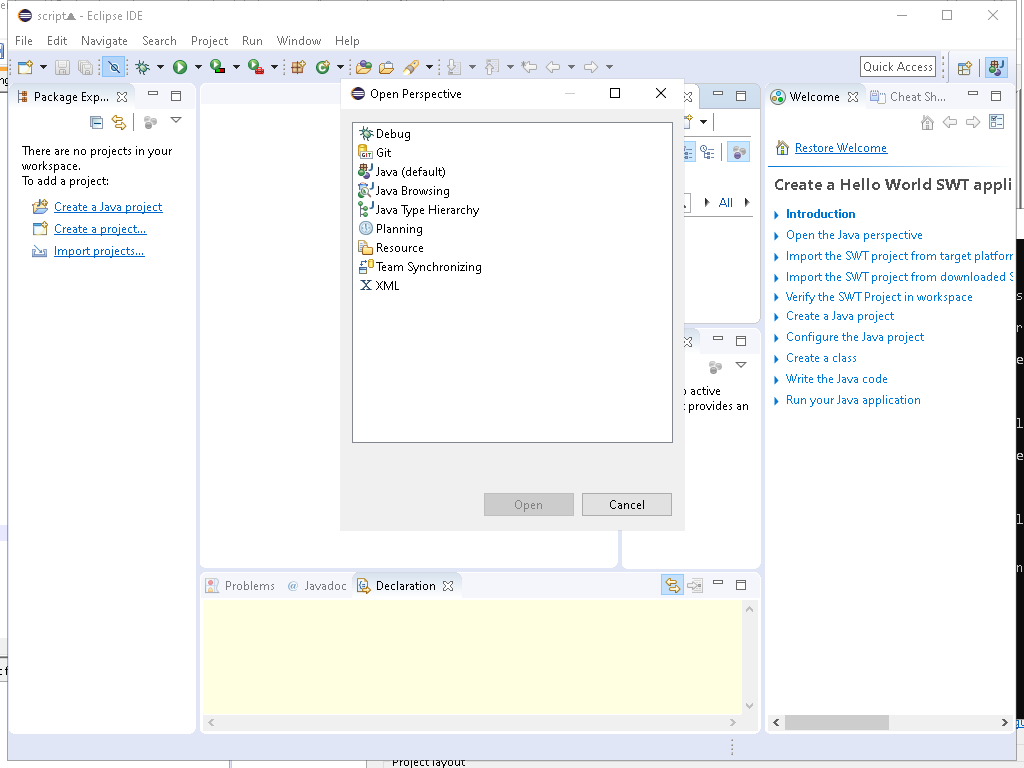 script - Eclipse IDE
File Edit Navigate Search Project Run Window Help
Quick Access
Package Exp...
There are no projects in your
workspace.
To add a project:
Create a Java project
Create a project...
Import projects...
Open Perspective
Debug
Git
GIT
Java (default)
Java Browsing
Java Type Hierarchy
Planning
Resource
Team Synchronizing
XML
Open
Cancel
All
active
provides an
Welcome
Cheat Sh...
Restore Welcome
Create a Hello World SWT appli
Introduction
Open the Java perspective
Import the SWT project from target platform
Import the SWT project from downloaded S
Verify the SWT Project in workspace
Create a Java project
Configure the Java project
Create a class
Write the Java code
Run your Java application
Problems
@ Javadoc
Declaration
Project layout